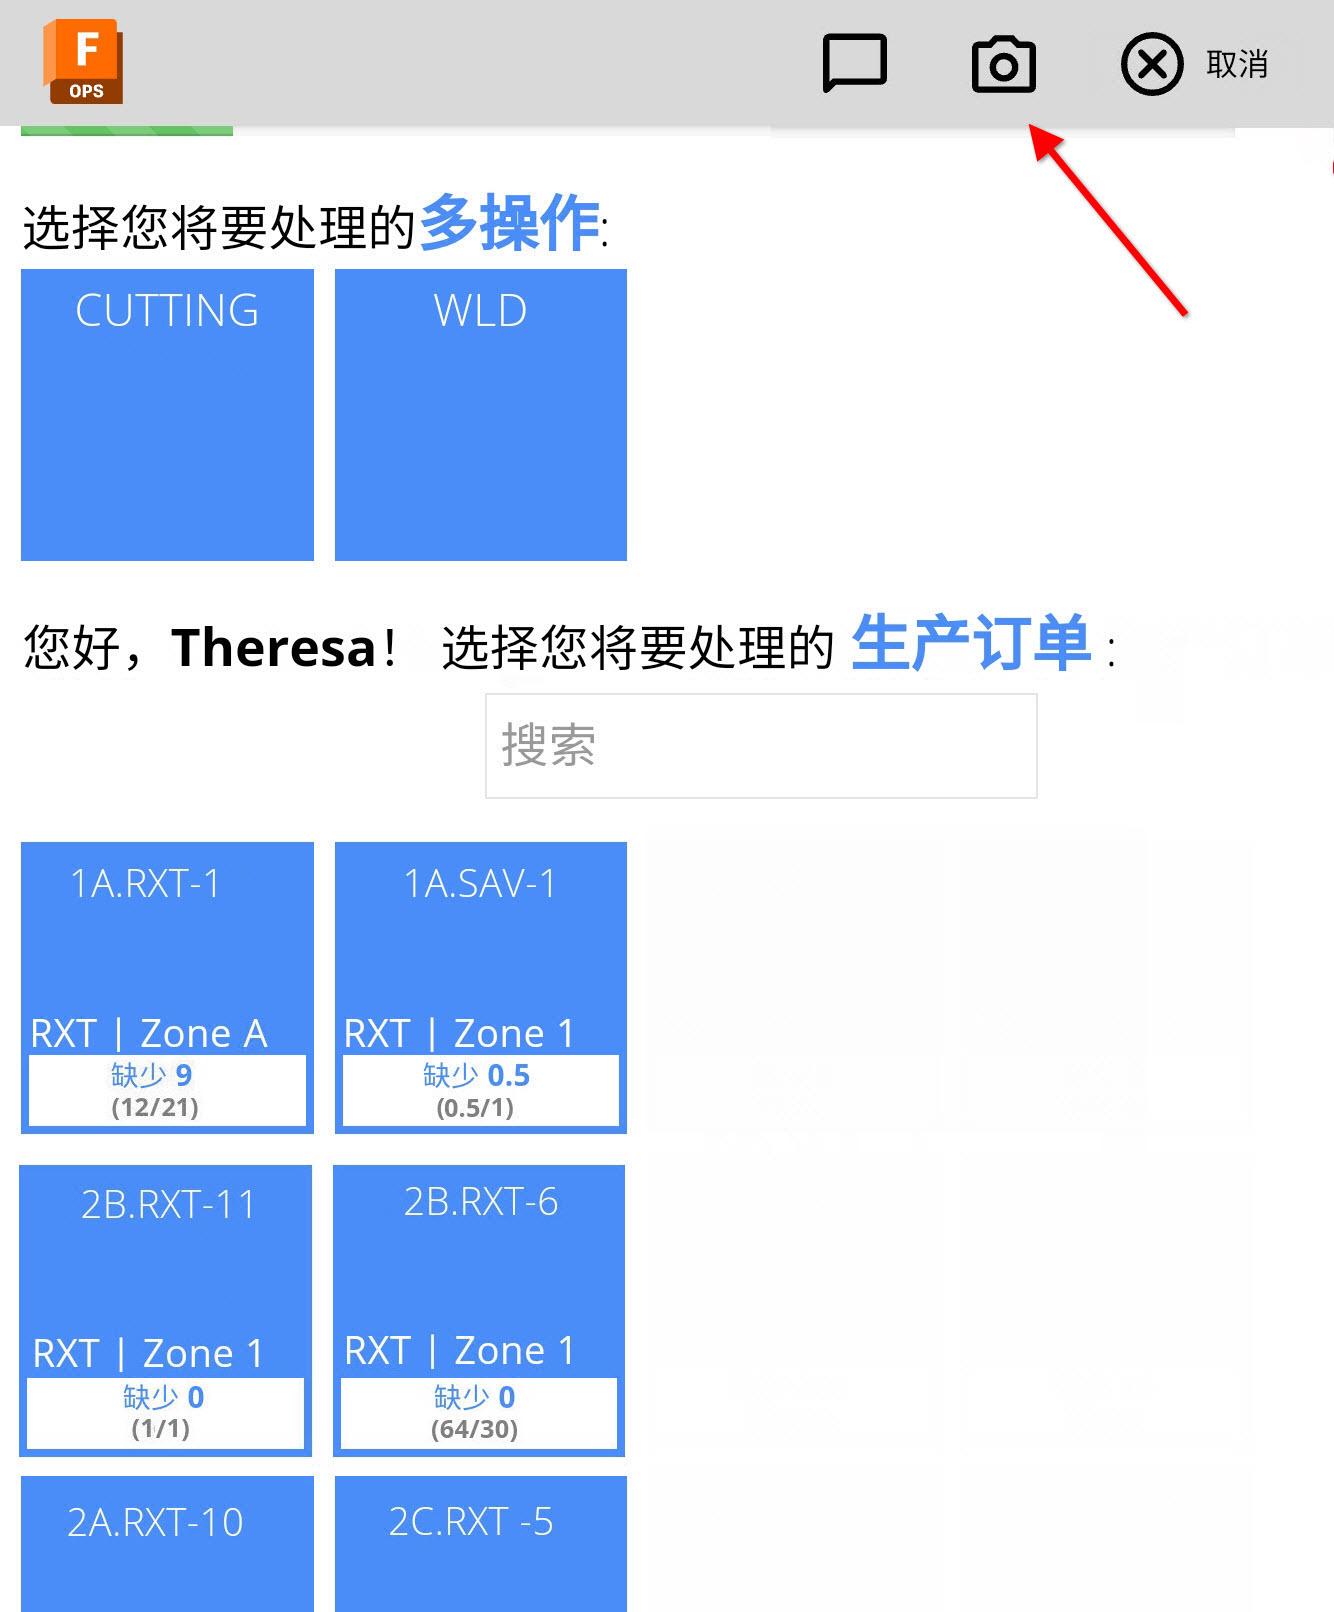 F
OPS
取消
选择您将要处理的多操作:
CUTTING
WLD
您好，Theresa！ 选择您将要处理的 生产订单 :
搜索
1A.RXT-1
RXT | Zone A
缺少 9
(12/21)
1A.SAV-1
RXT | Zone 1
缺少 0.5
(0.5/1)
2B.RXT-11
RXT | Zone 1
缺少 0
(1/1)
2B.RXT-6
RXT | Zone 1
缺少 0
(64/30)
2A.RXT-10
2C.RXT -5